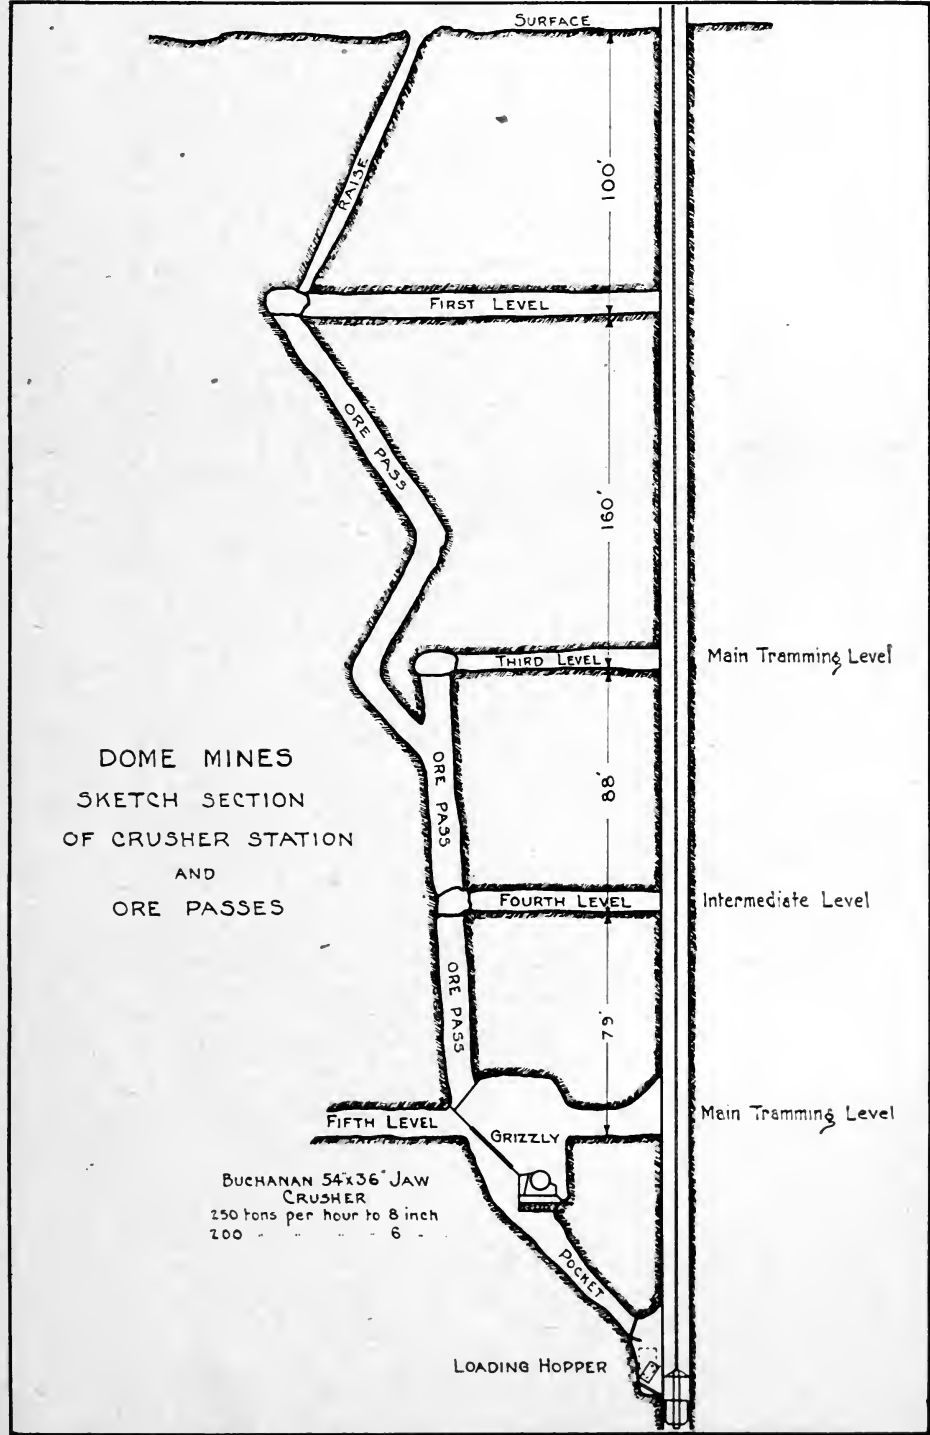 SURFACE
RAISE
100'
FIRST LEVEL
ORE PASS
160'
THIRD LEVEL
Main Tramming Level
DOME MINES
SKETCH SECTION
OF CRUSHER STATION
AND
ORE PASSES
ORE PASS
88'
FOURTH LEVEL
Intermediate Level
ORE PASS
79'
FIFTH LEVEL
Main Tramming Level
GRIZZLY
BUCHANAN 54"x36" JAW
CRUSHER
250 tons per hour to 8 inch
200 " " " " 6 "
POCKET
LOADING HOPPER